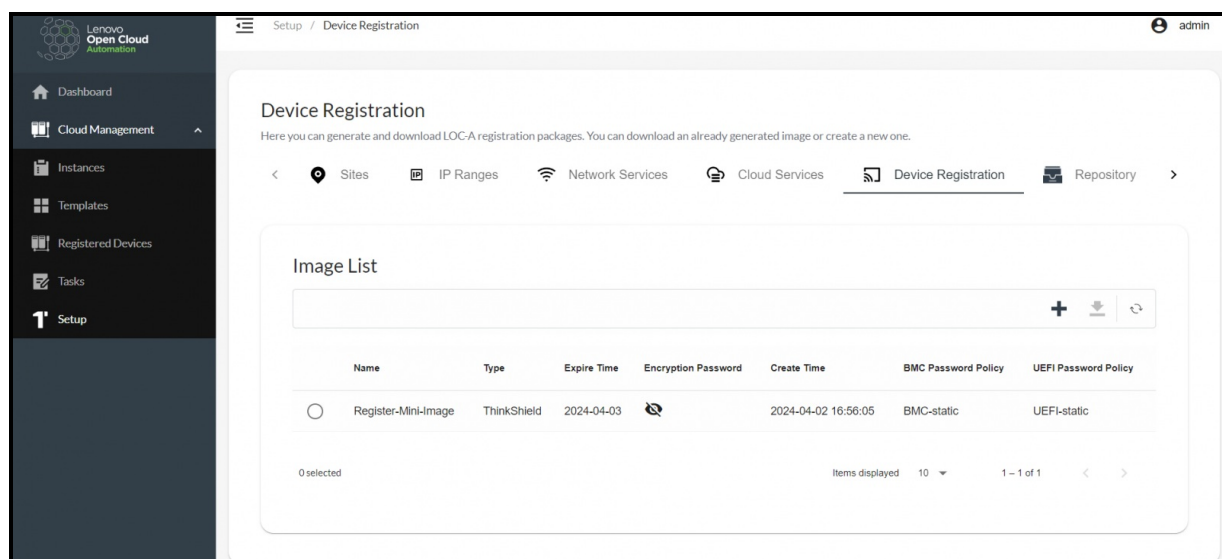 Lenovo
Open Cloud
Automation
Setup / Device Registration
admin
Dashboard
Cloud Management
Instances
Templates
Registered Devices
Tasks
Setup
Device Registration
Here you can generate and download LOC-A registration packages. You can download an already generated image or create a new one.
Sites IP IP Ranges Network Services Cloud Services Device Registration Repository
Image List
Name Type Expire Time Encryption Password Create Time BMC Password Policy UEFI Password Policy
Register-Mini-Image ThinkShield 2024-04-03 2024-04-02 16:56:05 BMC-static UEFI-static
0 selected Items displayed 10 1 – 1 of 1